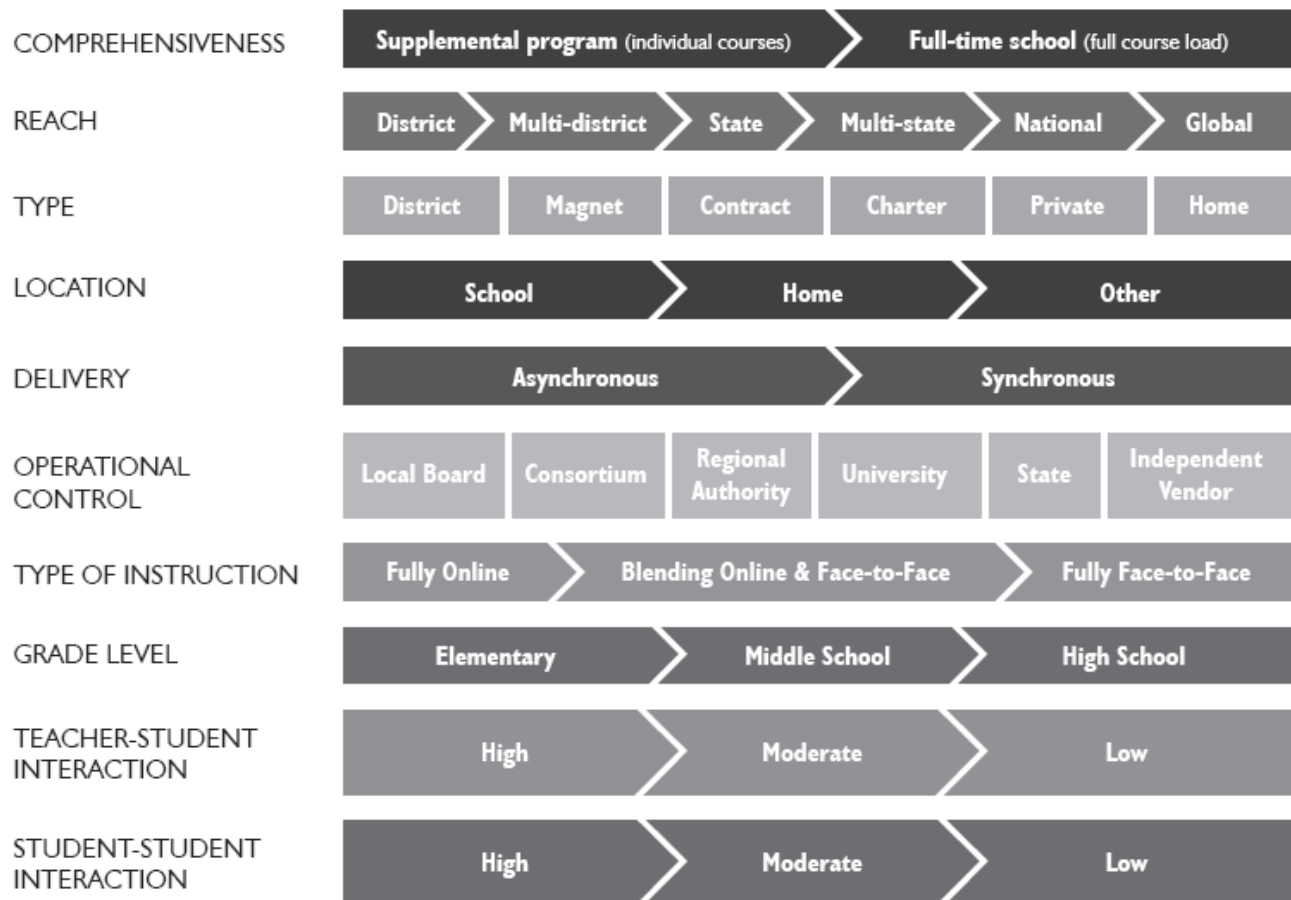 COMPREHENSIVENESS
Supplemental program (individual courses)
Full-time school (full course load)
REACH
District
Multi-district
State
Multi-state
National
Global
TYPE
District
Magnet
Contract
Charter
Private
Home
LOCATION
School
Home
Other
DELIVERY
Asynchronous
Synchronous
OPERATIONAL
CONTROL
Local Board
Consortium
Regional
Authority
University
State
Independent
Vendor
TYPE OF INSTRUCTION
Fully Online
Blending Online & Face-to-Face
Fully Face-to-Face
GRADE LEVEL
Elementary
Middle School
High School
TEACHER-STUDENT
INTERACTION
High
Moderate
Low
STUDENT-STUDENT
INTERACTION
High
Moderate
Low